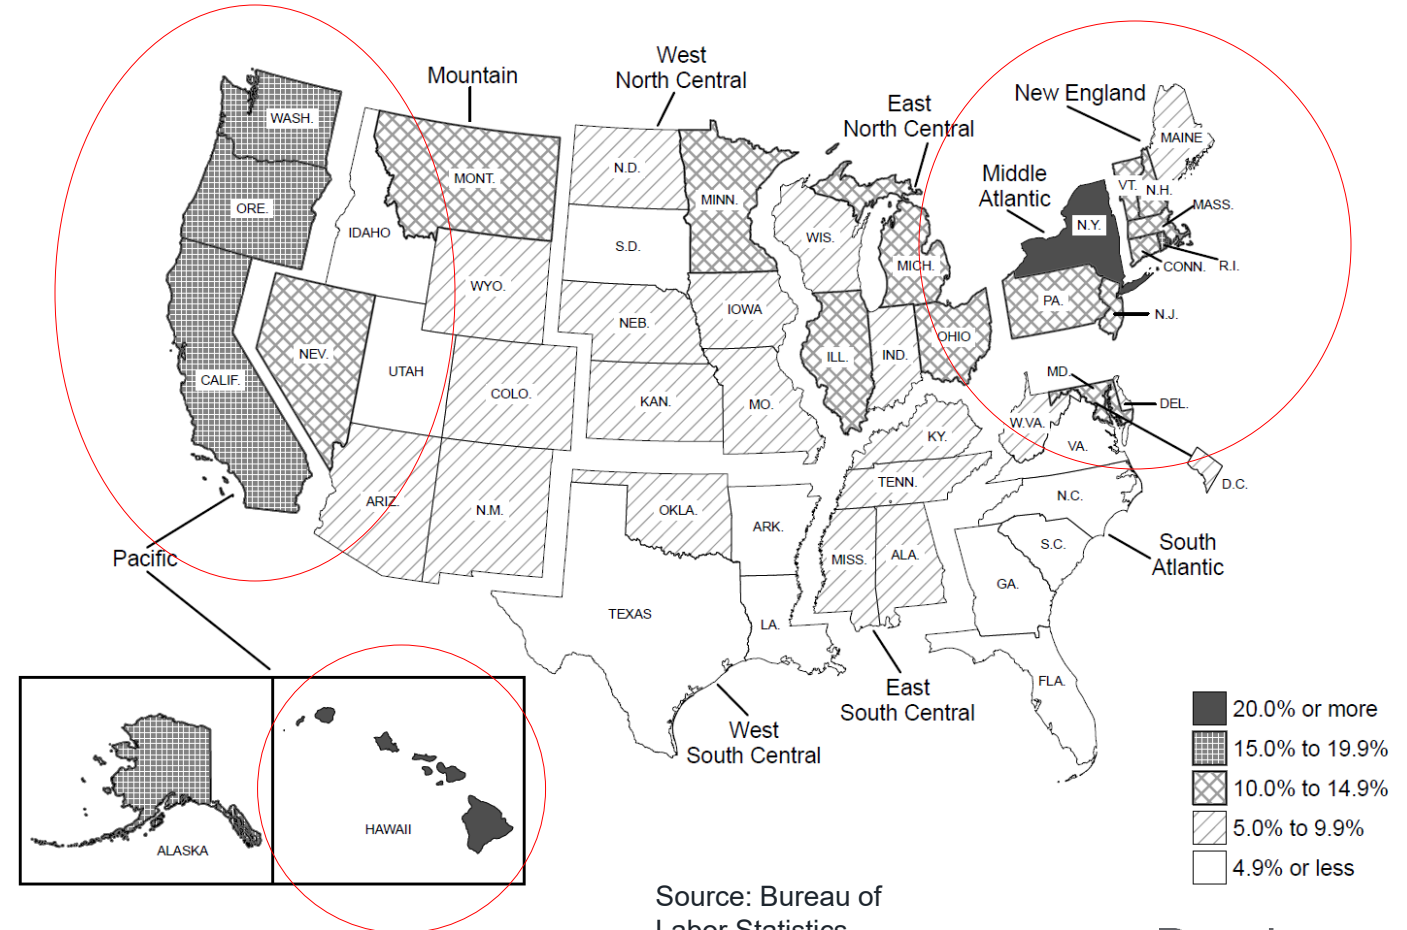 West
North Central
Mountain
New England
East
North Central
Middle
Atlantic
WASH.
MAINE
MONT.
N.D.
MINN.
VT.
N.H.
MASS.
ORE.
IDAHO
S.D.
WIS.
N.Y.
MICH.
CONN.
R.I.
WYO.
IOWA
PA.
N.J.
NEB.
OHIO
NEV.
UTAH
ILL.
IND.
CALIF.
COLO.
MD.
KAN.
MO.
DEL.
W.VA.
KY.
VA.
ARIZ.
N.M.
OKLA.
TENN.
D.C.
N.C.
ARK.
Pacific
MISS.
ALA.
S.C.
South
Atlantic
GA.
TEXAS
LA.
FLA.
East
South Central
West
South Central
20.0% or more
15.0% to 19.9%
10.0% to 14.9%
5.0% to 9.9%
4.9% or less
ALASKA
HAWAII
Source: Bureau of
Labor Statistics